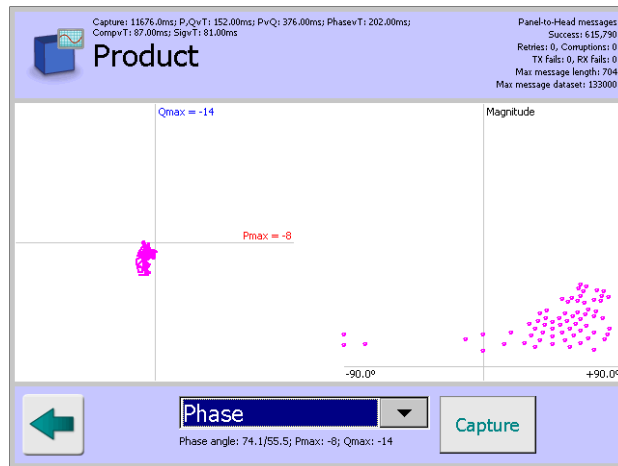 Capture: 11676.0ms; P,QvT: 152.00ms; PvQ: 376.00ms; PhasevT: 202.00ms;
CompvT: 87.00ms; SigvT: 81.00ms
Product
Panel-to-Head messages
Success: 615,790
Retries: 0, Corruptions: 0
TX fails: 0, RX fails: 0
Max message length: 704
Max message dataset: 133000
Qmax = -14
Magnitude
Pmax = -8
-90.0º
+90.0º
Phase
Phase angle: 74.1/55.5; Pmax: -8; Qmax: -14
Capture